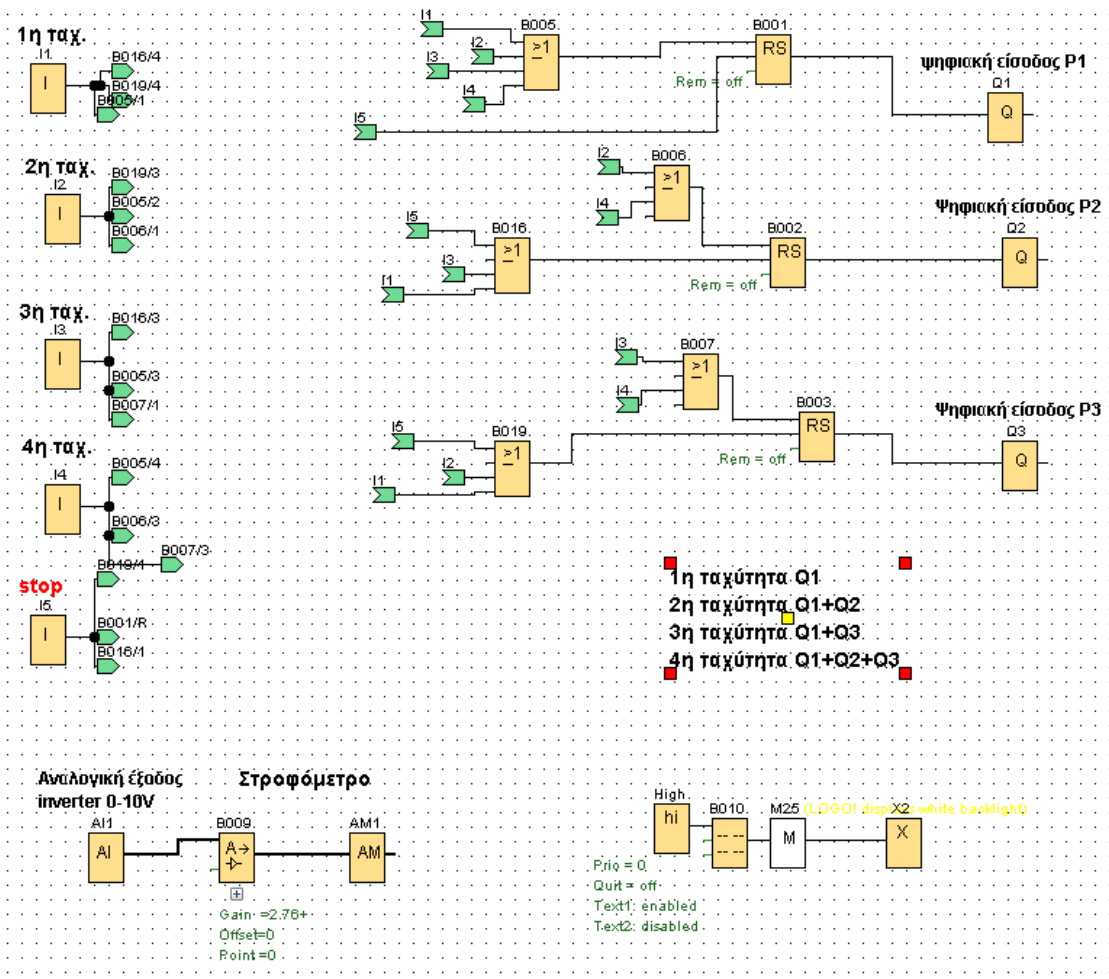 1η ταχ.
I1
I
B016/4
B019/4
B005/1
I1
I2
I3
I4
I5
B005
>1
B001
RS
Rem = off
ψηφιακή είσοδος P1
Q1
Q
2η ταχ.
I2
I
B019/3
B005/2
B006/1
I2
I4
B006
>1
I5
I3
I1
B016
>1
B002
RS
Rem = off
Ψηφιακή είσοδος P2
Q2
Q
3η ταχ.
I3
I
B016/3
B005/3
B007/1
I3
I4
B007
>1
I5
I2
I1
B019
>1
B003
RS
Rem = off
Ψηφιακή είσοδος P3
Q3
Q
4η ταχ.
I4
I
B005/4
B006/3
B007/3
stop
I5
I
B019/1
B001/R
B016/1
1η ταχύτητα Q1
2η ταχύτητα Q1+Q2
3η ταχύτητα Q1+Q3
4η ταχύτητα Q1+Q2+Q3
Αναλογική έξοδος
inverter 0-10V
AI1
AI
Στροφόμετρο
B009
A→
Gain =2.76+
Offset=0
Point =0
AM1
AM
High
hi
B010
M25
M
(LOGO! display white backlight)
X2
X
Prio = 0
Quit = off
Text1: enabled
Text2: disabled